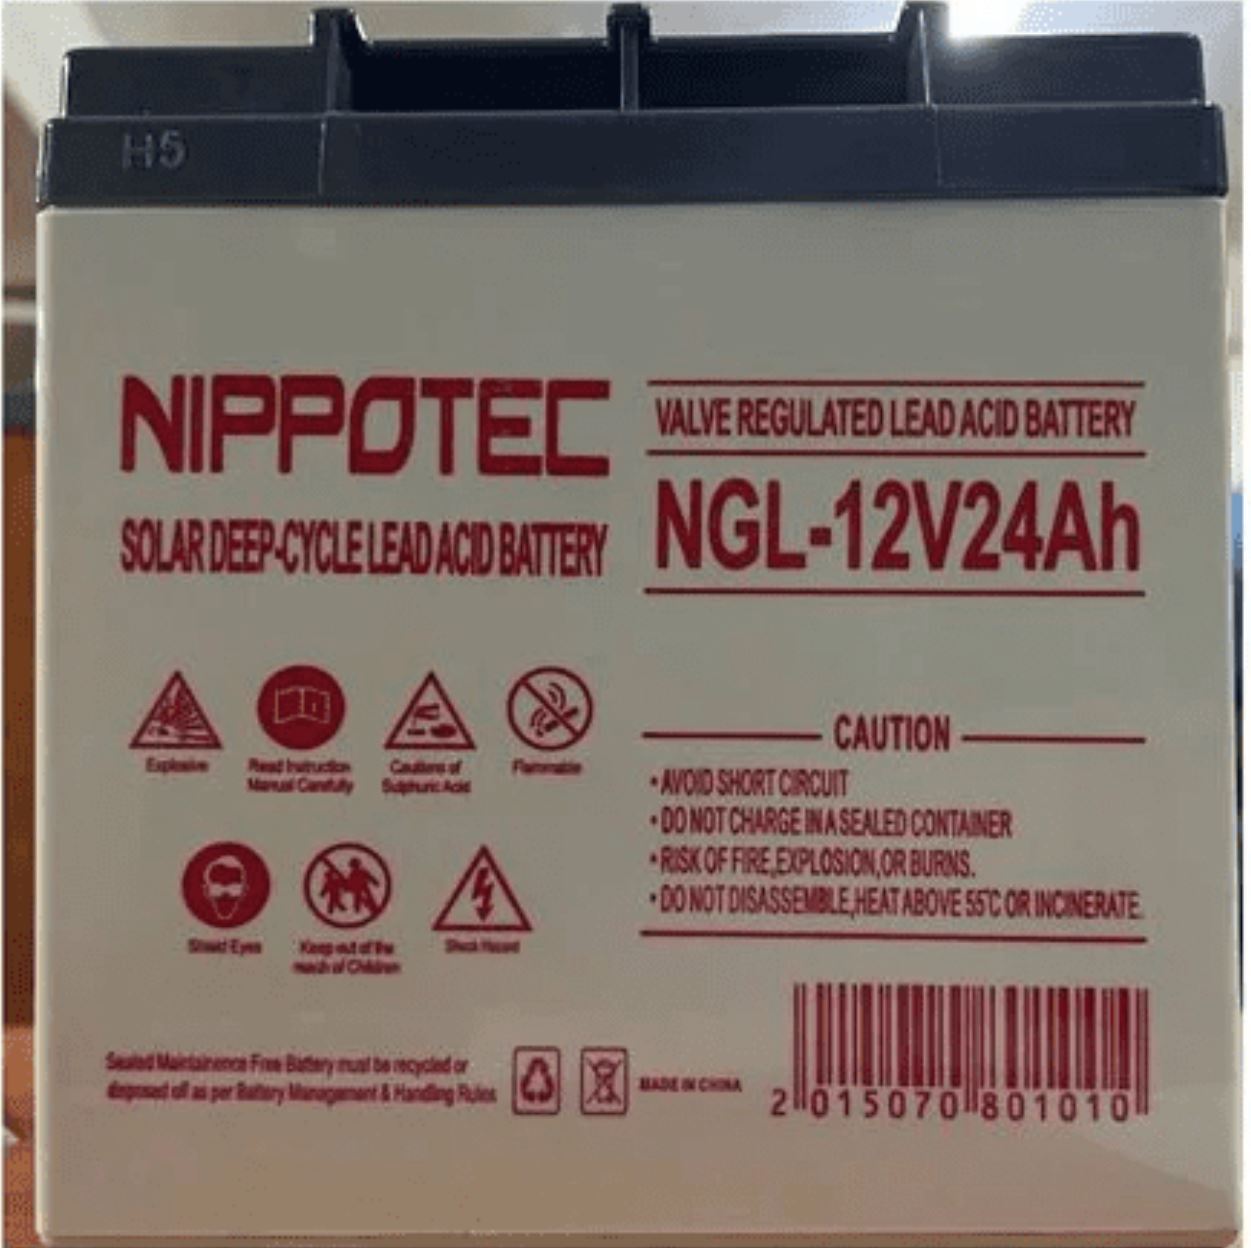 H5
NIPPOTEC
SOLAR DEEP-CYCLE LEAD ACID BATTERY
VALVE REGULATED LEAD ACID BATTERY
NGL-12V24Ah
Explosive
Read Instruction
Manual Carefully
Cautions of
Sulphuric Acid
Flammable
Shield Eyes
Keep out of the
reach of Children
Shock Hazard
CAUTION
•AVOID SHORT CIRCUIT
•DO NOT CHARGE IN A SEALED CONTAINER
•RISK OF FIRE,EXPLOSION,OR BURNS.
•DO NOT DISASSEMBLE,HEAT ABOVE 55°C OR INCINERATE.
Sealed Maintainence Free Battery must be recycled or
disposed off as per Battery Management & Handling Rules
MADE IN CHINA
2 015070 801010